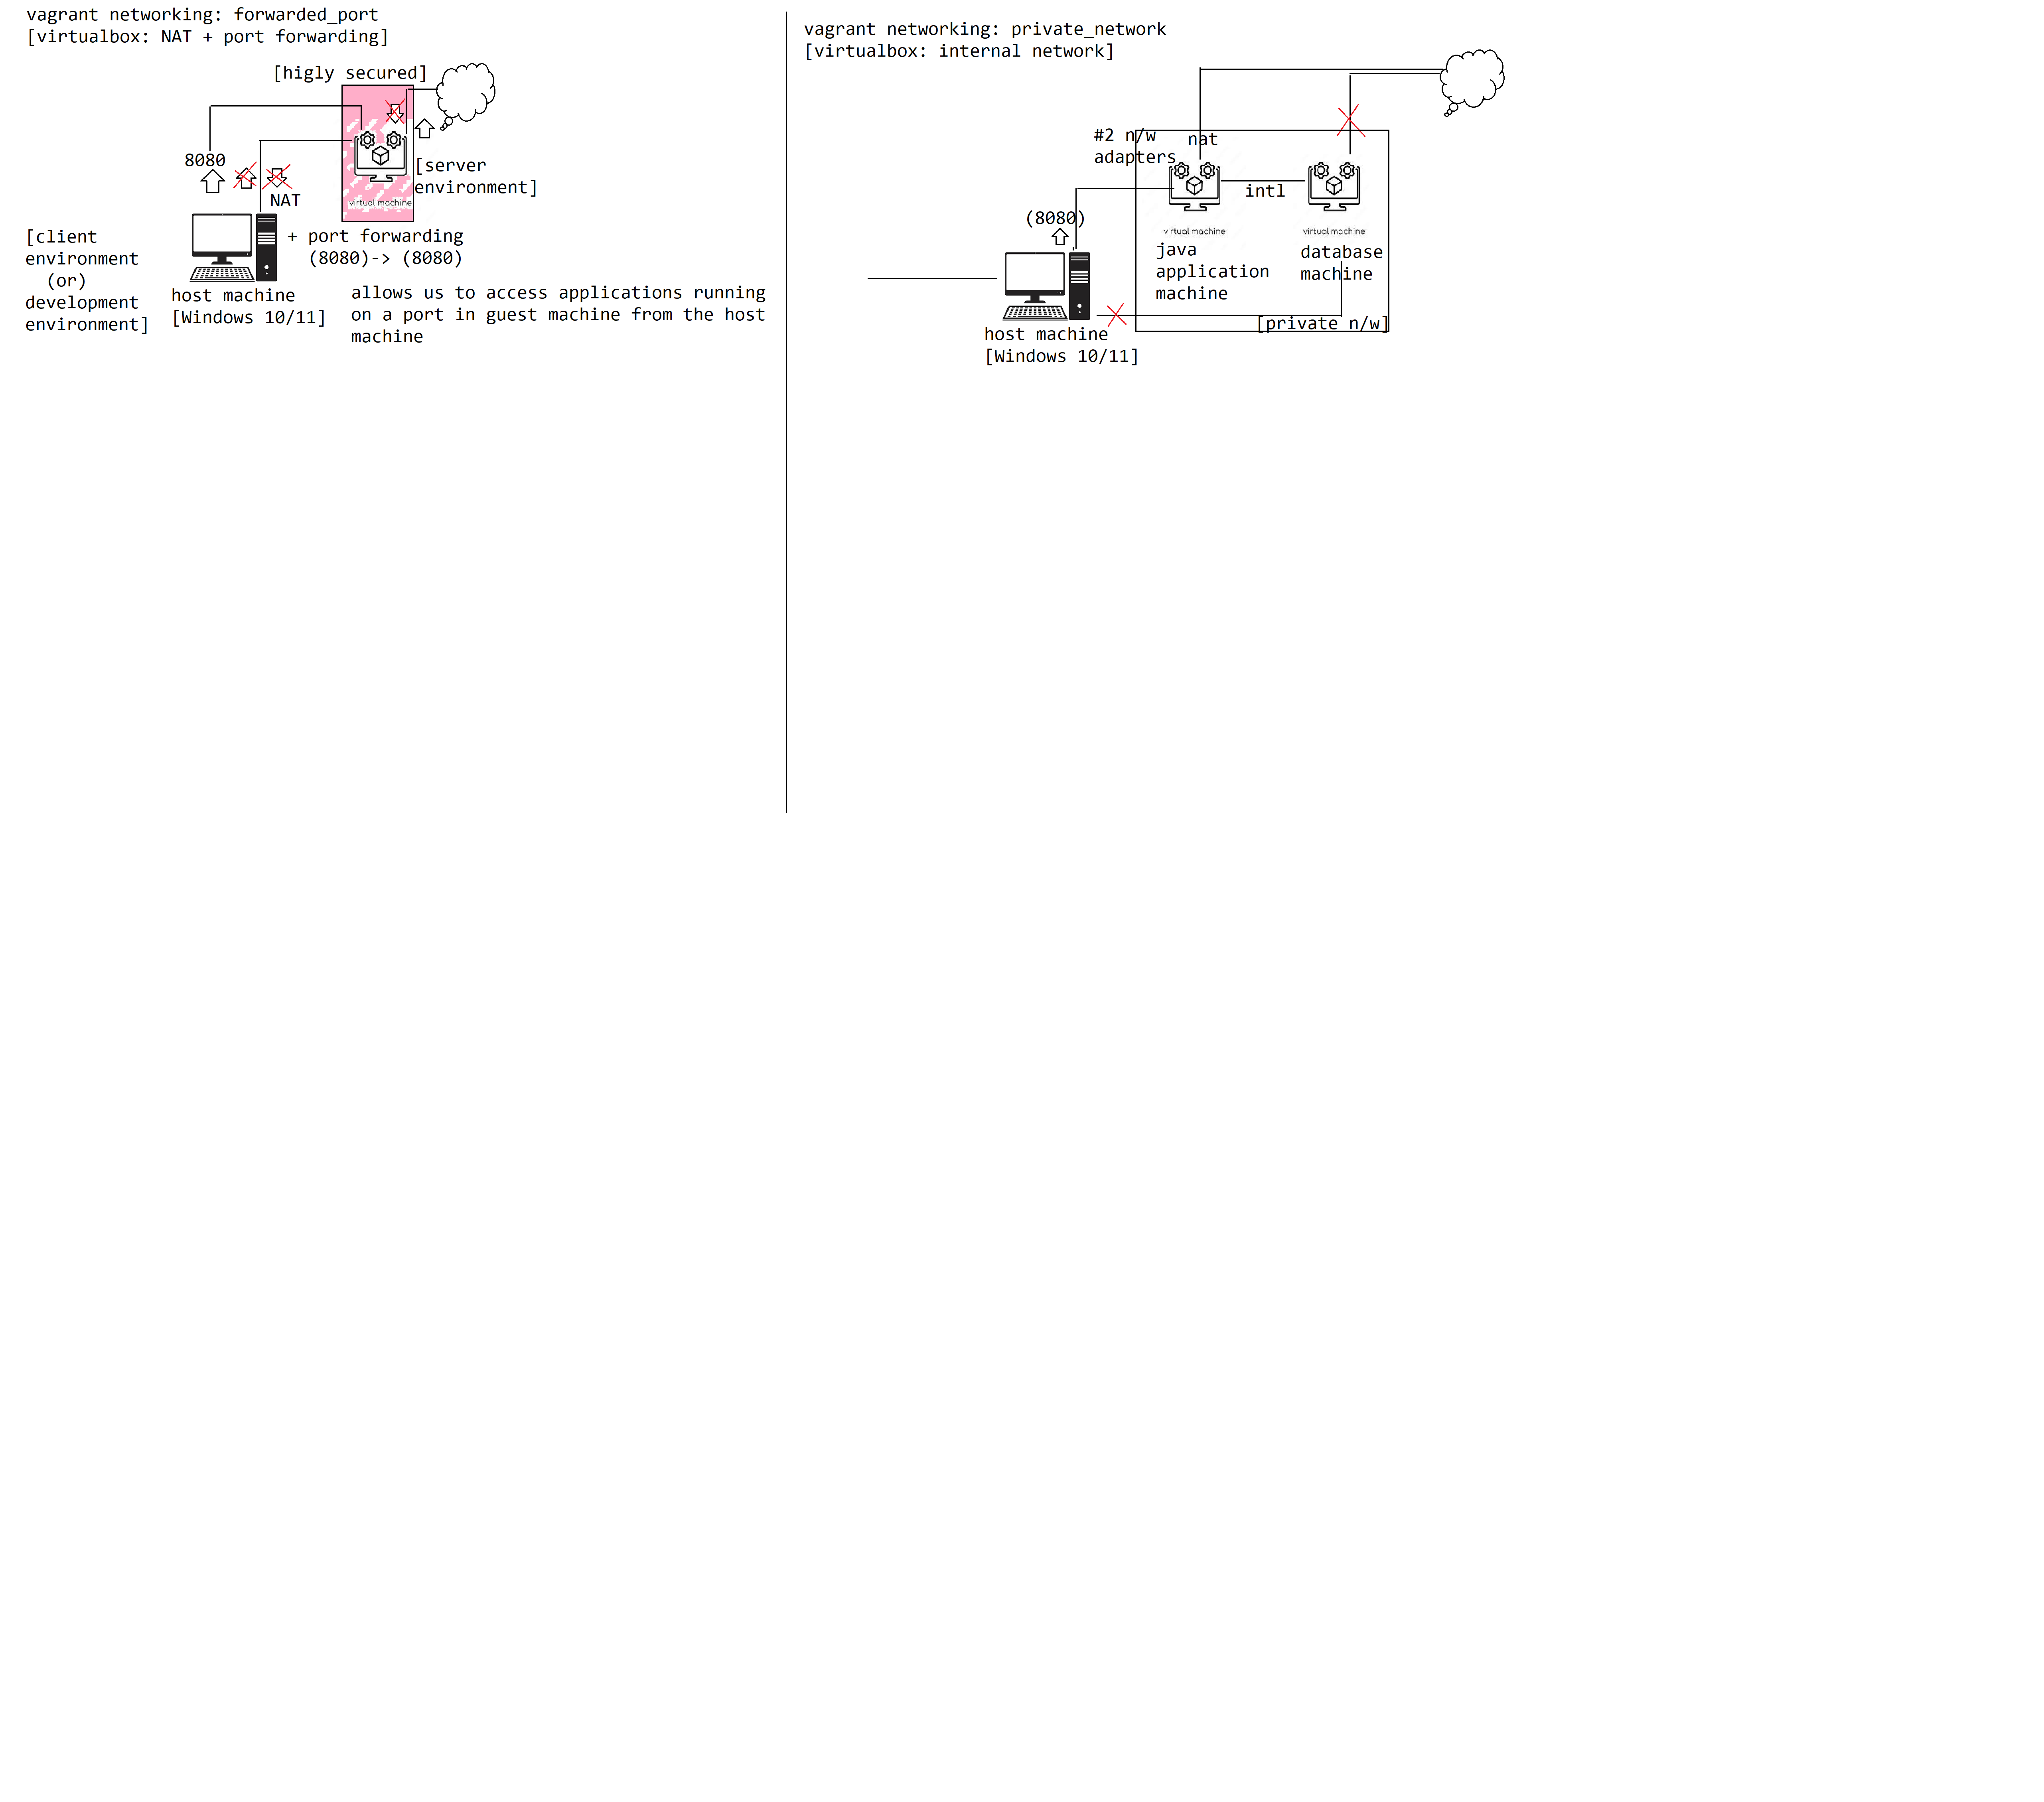 vagrant networking: forwarded_port
[virtualbox: NAT + port forwarding]
[higly secured]
8080
NAT
[server
environment]
virtual machine
[client
environment
(or)
development
environment]
+ port forwarding
(8080)-> (8080)
host machine
[Windows 10/11]
allows us to access applications running
on a port in guest machine from the host
machine
vagrant networking: private_network
[virtualbox: internal network]
#2 n/w
adapters
nat
intl
(8080)
virtual machine
java
application
machine
virtual machine
database
machine
[private n/w]
host machine
[Windows 10/11]